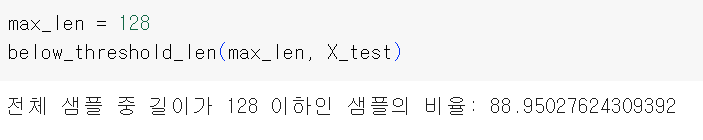 max_len = 128
below_threshold_len(max_len, X_test)
전체 샘플 중 길이가 128 이하인 샘플의 비율: 88.95027624309392